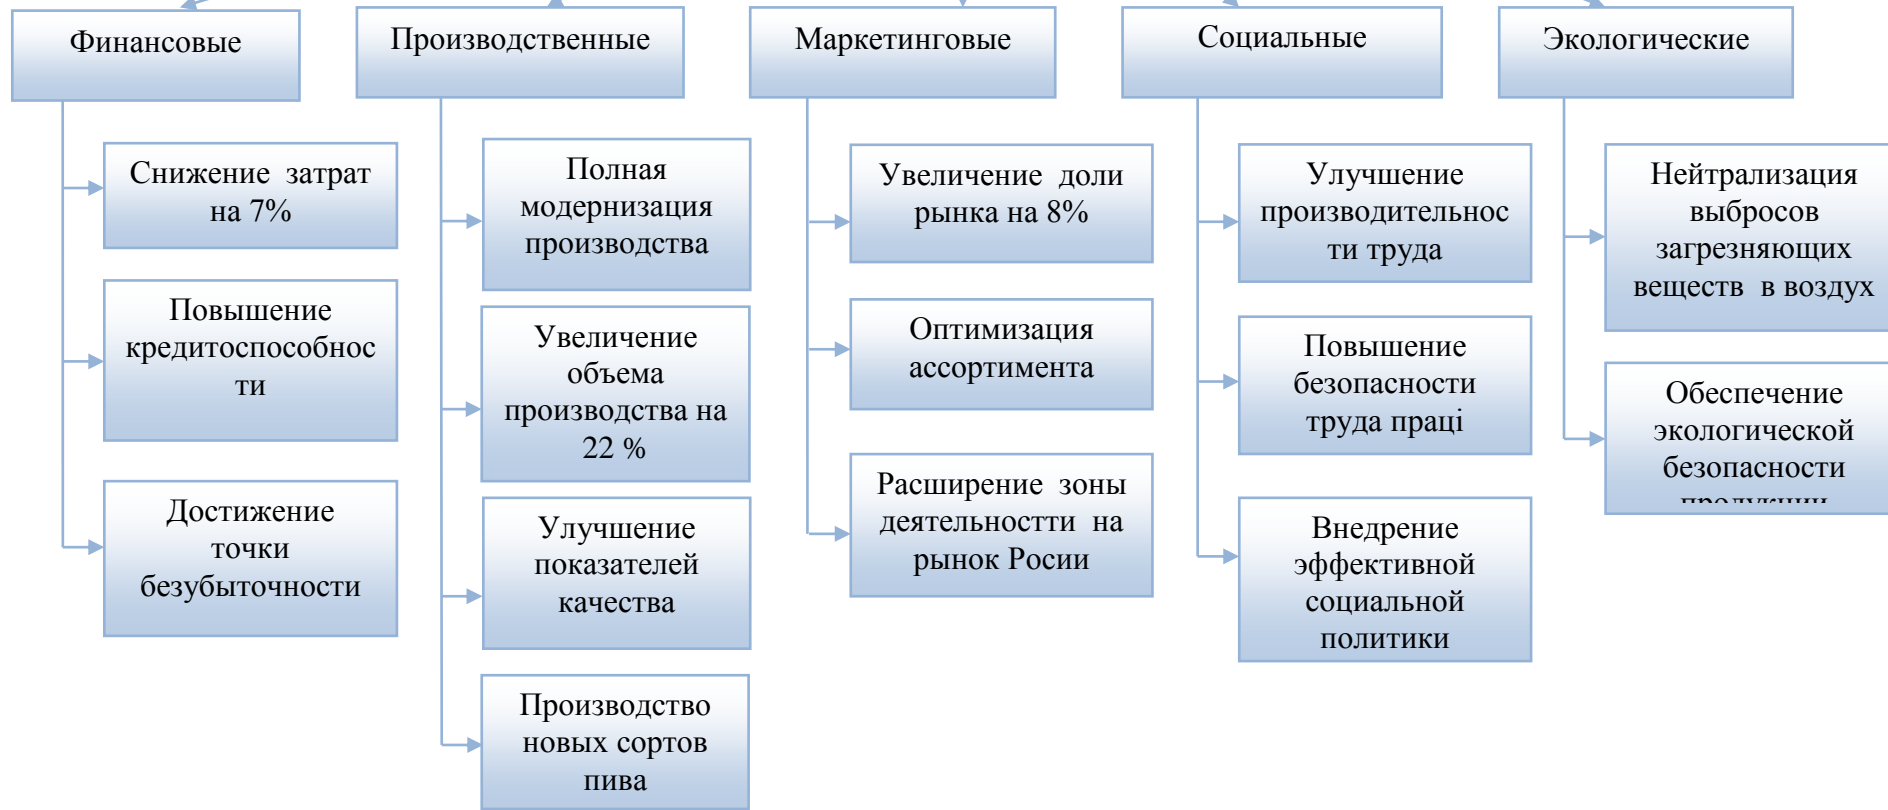 Финансовые
Снижение затрат
на 7%
Повышение
кредитоспособнос
ти
Достижение
точки
безубыточности
Производственные
Полная
модернизация
производства
Увеличение
объема
производства на
22 %
Улучшение
показателей
качества
Производство
новых сортов
пива
Маркетинговые
Увеличение доли
рынка на 8%
Оптимизация
ассортимента
Расширение зоны
деятельностти на
рынок Росии
Социальные
Улучшение
производительнос
ти труда
Повышение
безопасности
труда праці
Внедрение
эффективной
социальной
политики
Экологические
Нейтрализация
выбросов
загрезняющих
веществ в воздух
Обеспечение
экологической
безопасности
продукции